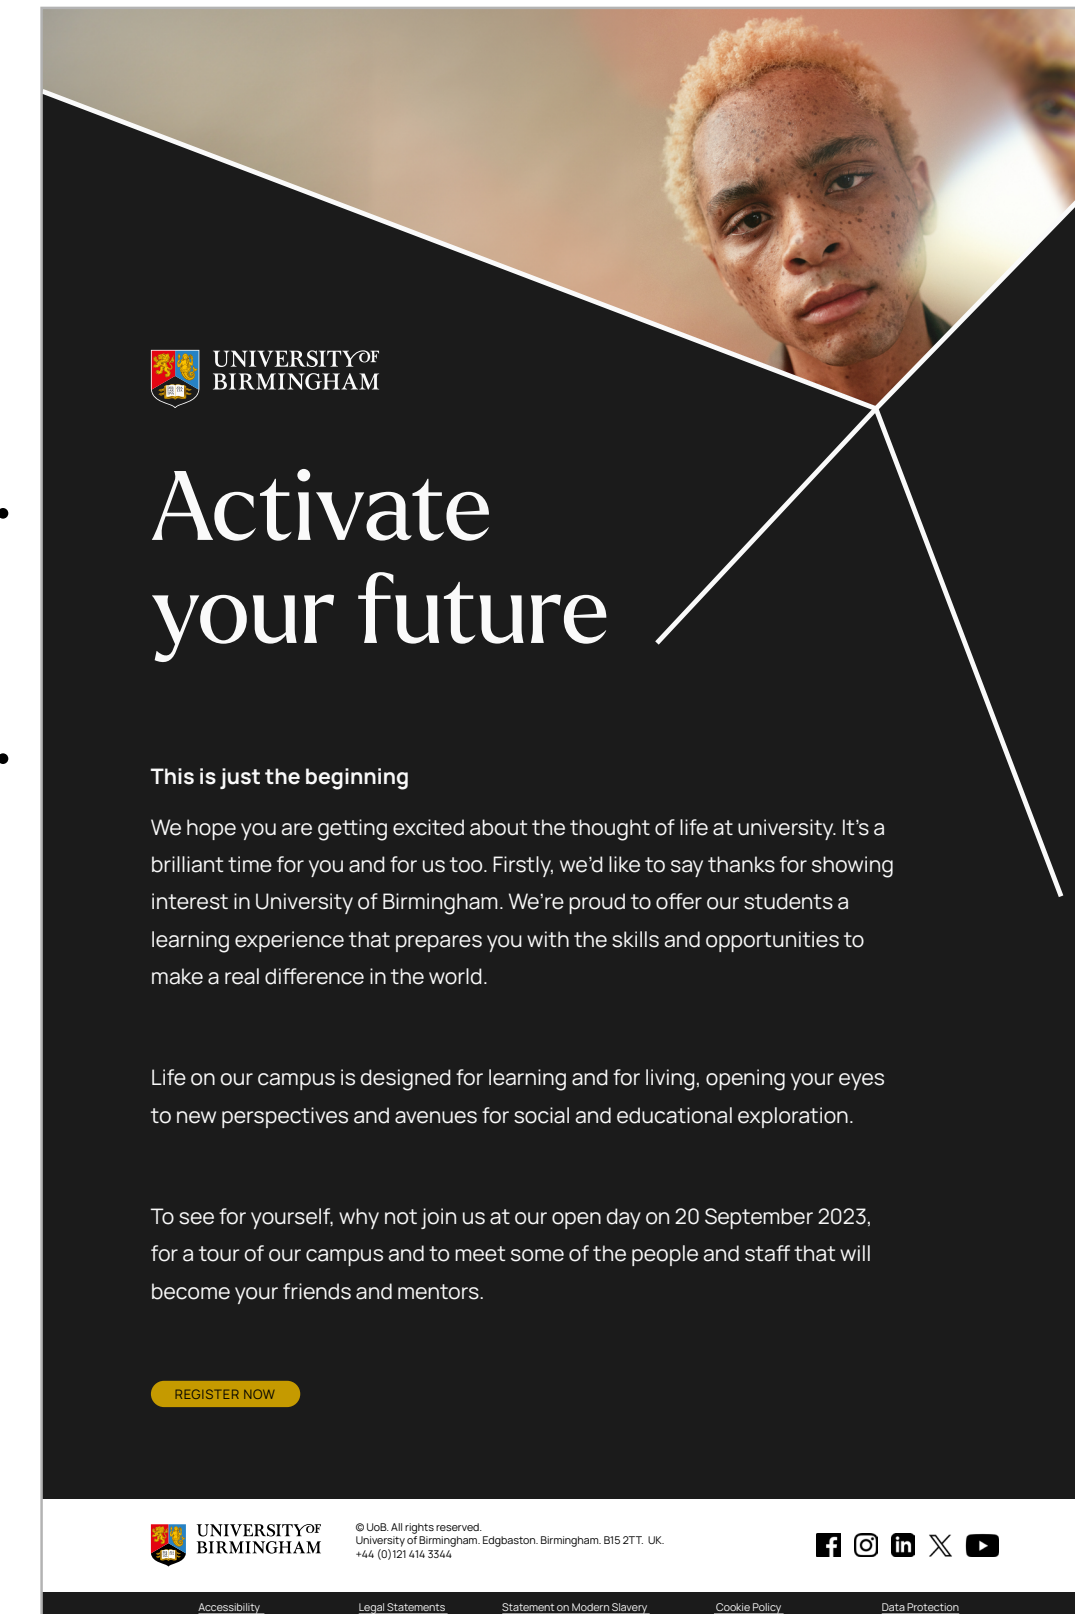 UNIVERSITY OF
BIRMINGHAM
Activate
your future
This is just the beginning
We hope you are getting excited about the thought of life at university. It’s a
brilliant time for you and for us too. Firstly, we’d like to say thanks for showing
interest in University of Birmingham. We’re proud to offer our students a
learning experience that prepares you with the skills and opportunities to
make a real difference in the world.
Life on our campus is designed for learning and for living, opening your eyes
to new perspectives and avenues for social and educational exploration.
To see for yourself, why not join us at our open day on 20 September 2023,
for a tour of our campus and to meet some of the people and staff that will
become your friends and mentors.
REGISTER NOW
UNIVERSITY OF
BIRMINGHAM
© UoB. All rights reserved.
University of Birmingham. Edgbaston. Birmingham. B15 2TT. UK.
+44 (0)121 414 3344
Accessibility Legal Statements Statement on Modern Slavery Cookie Policy Data Protection